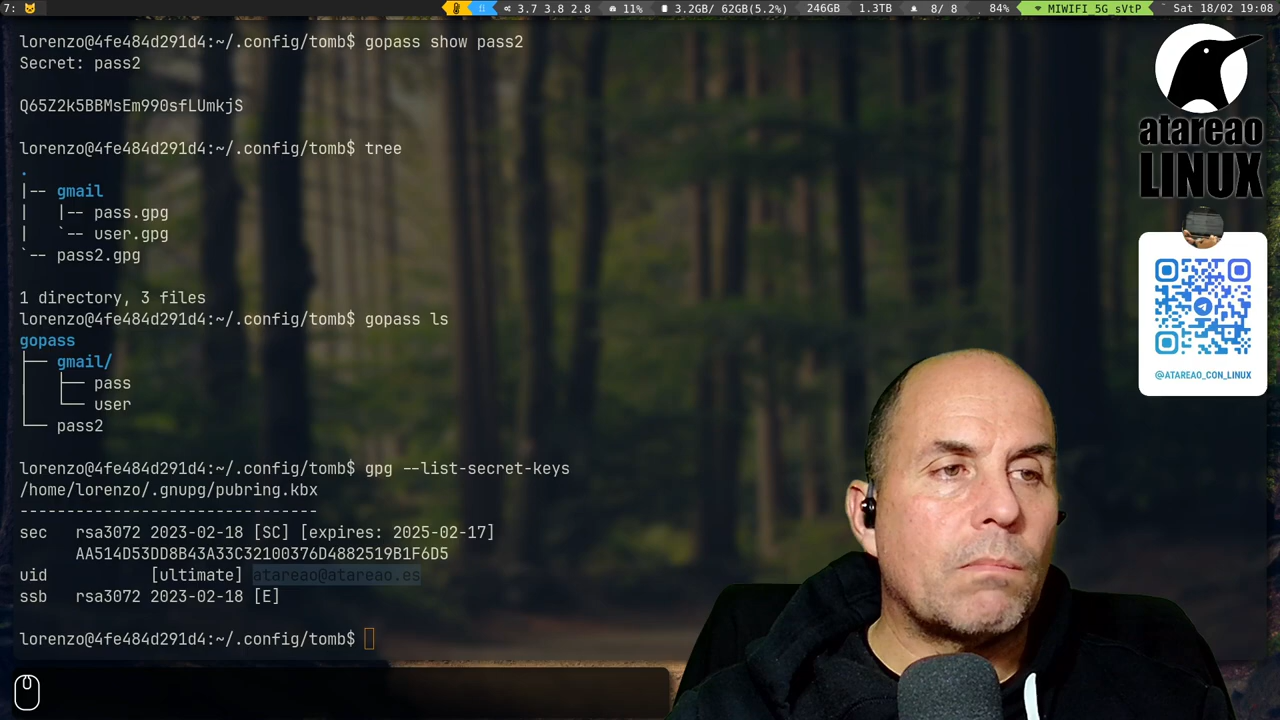 7: 3.7 3.8 2.8 11% 3.2GB/ 62GB(5.2%) 246GB 1.3TB 8/ 8 84% MIWIFI_5G_sVtP Sat 18/02 19:08
lorenzo@4fe484d291d4:~/.config/tomb$ gopass show pass2
Secret: pass2
Q65Z2k5BBMsEm990sfLUmkjS
lorenzo@4fe484d291d4:~/.config/tomb$ tree
.
|-- gmail
|   |-- pass.gpg
|   `-- user.gpg
`-- pass2.gpg
1 directory, 3 files
lorenzo@4fe484d291d4:~/.config/tomb$ gopass ls
gopass
├── gmail/
│   ├── pass
│   └── user
└── pass2
lorenzo@4fe484d291d4:~/.config/tomb$ gpg --list-secret-keys
/home/lorenzo/.gnupg/pubring.kbx
--------------------------------
sec   rsa3072 2023-02-18 [SC] [expires: 2025-02-17]
AA514D53DD8B43A33C32100376D4882519B1F6D5
uid           [ultimate] atareao@atareao.es
ssb   rsa3072 2023-02-18 [E]
lorenzo@4fe484d291d4:~/.config/tomb$
atareao
LINUX
@ATAREAO_CON_LINUX